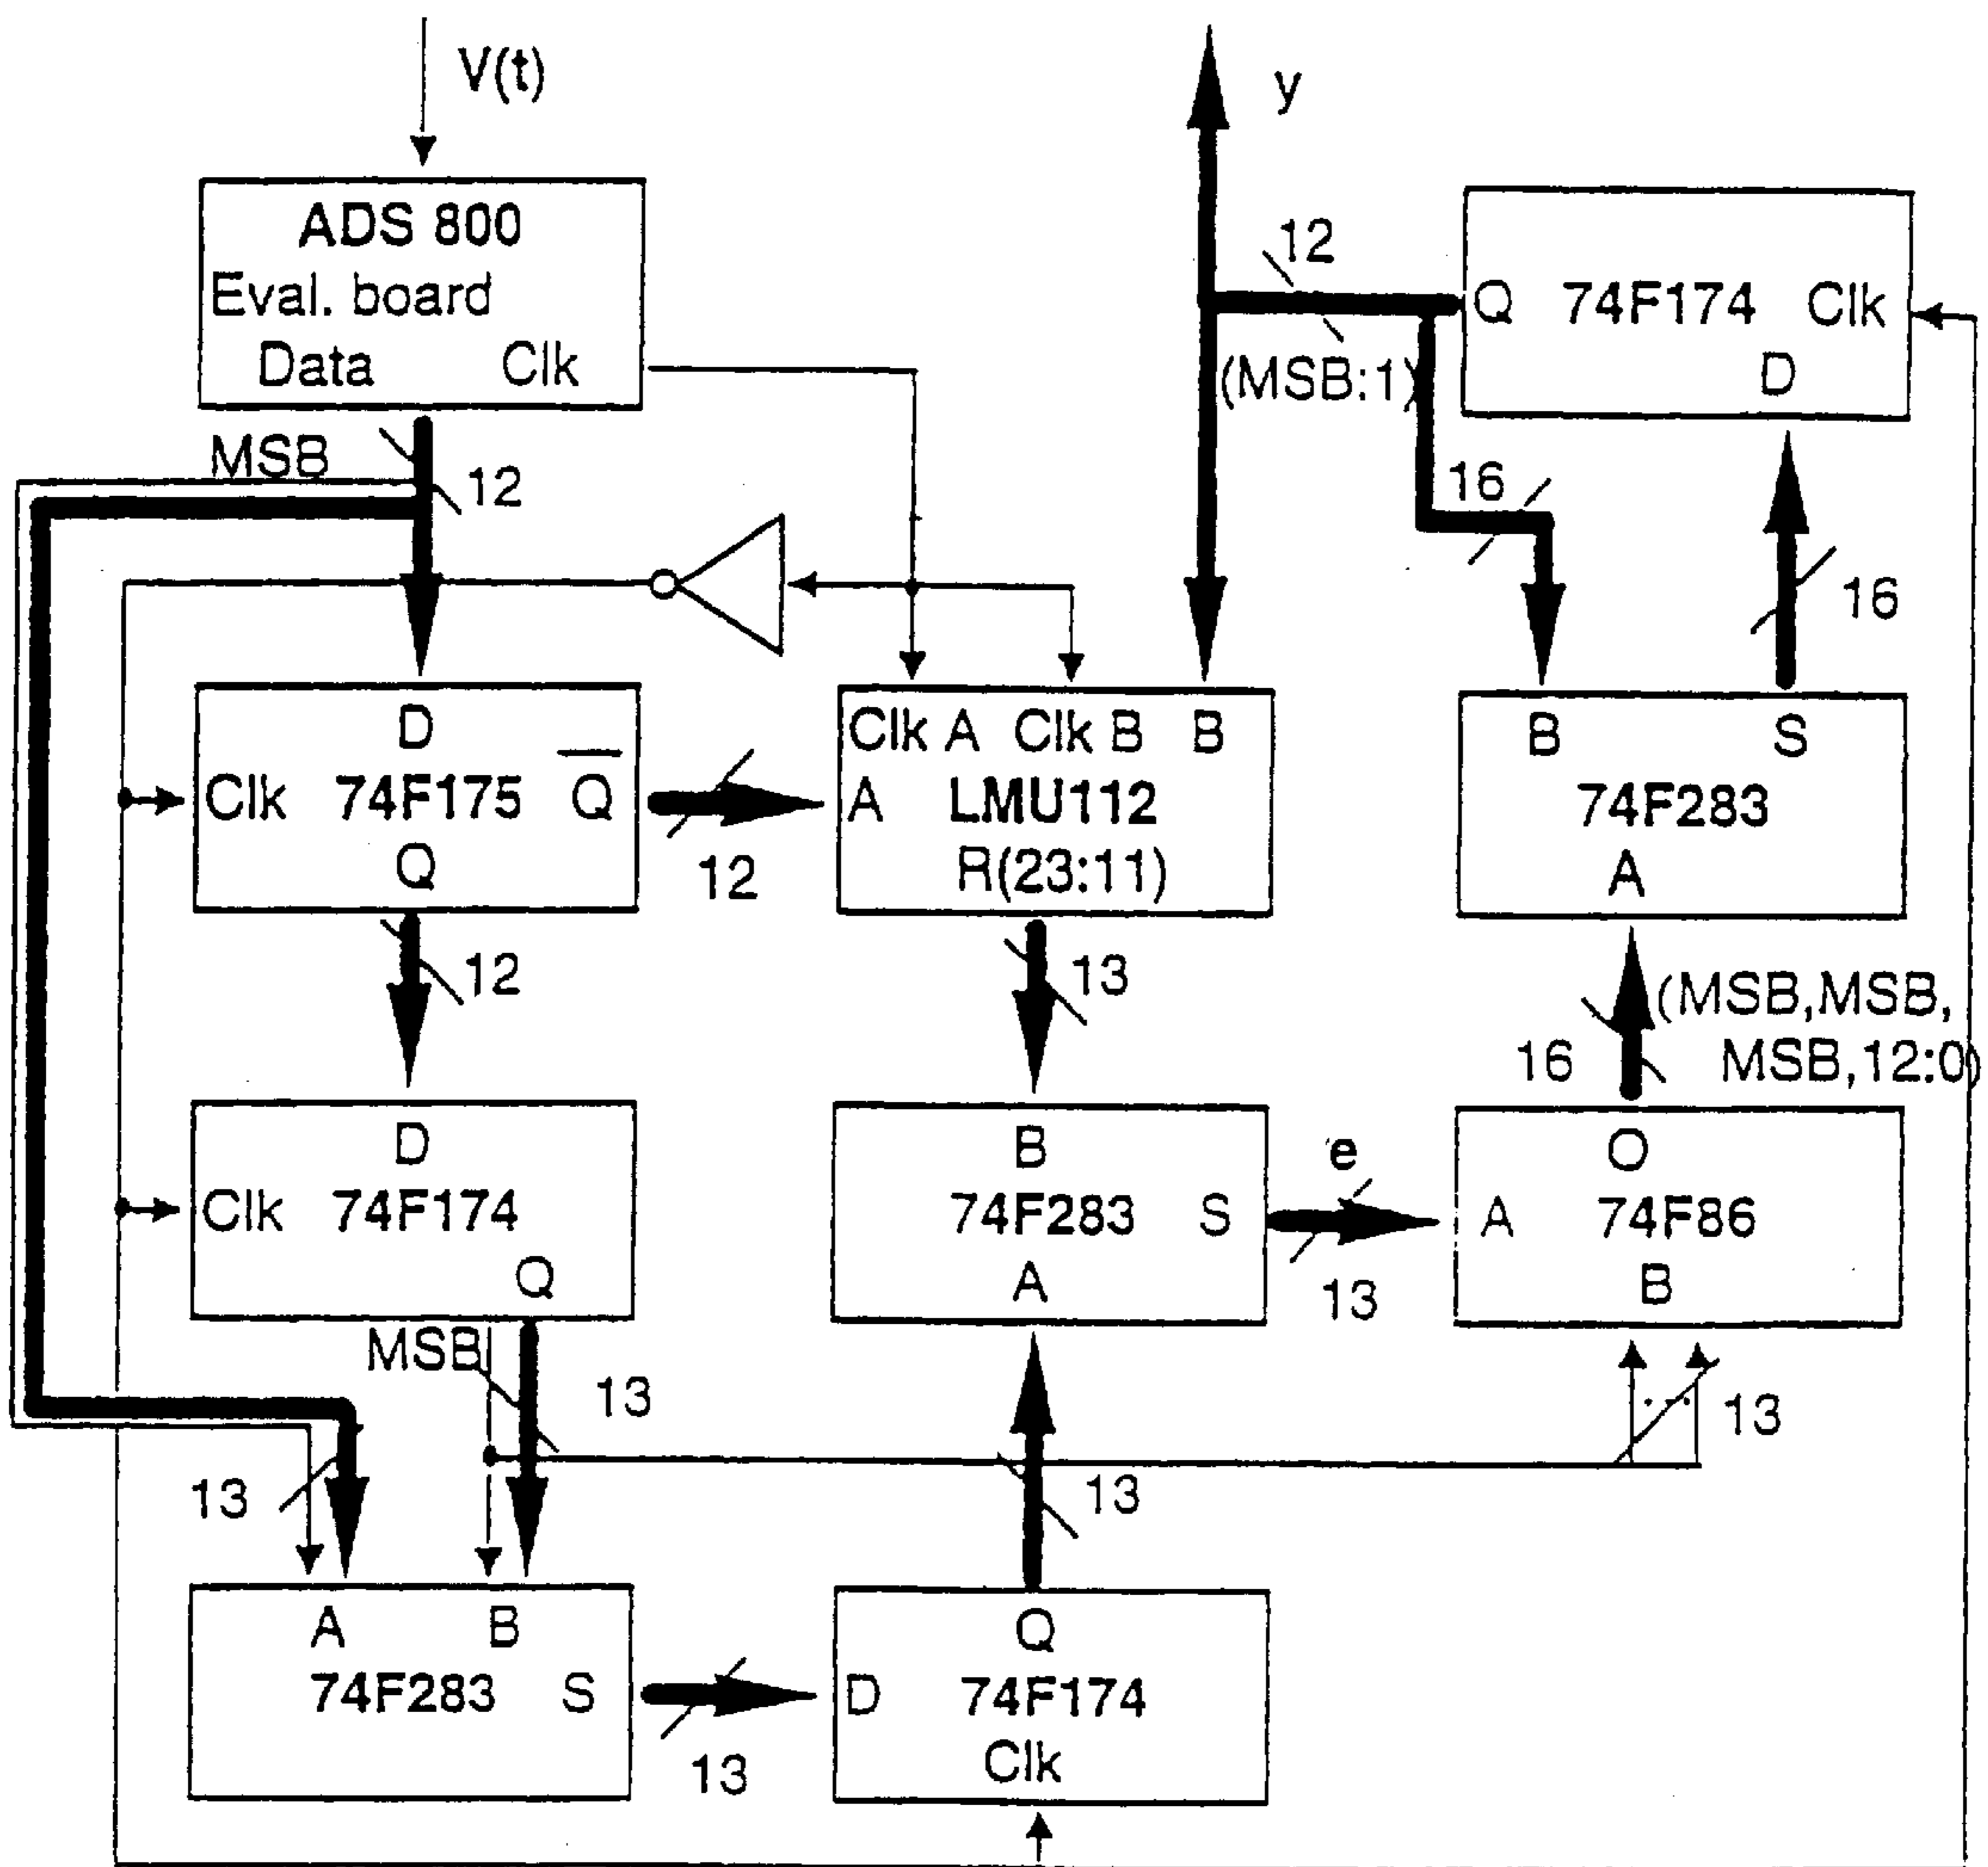 V(t)
y
ADS 800
Eval. board
Data Clk
12
(MSB:1)
Q 74F174 Clk
D
MSB
12
16
16
D
Clk 74F175 Q
Q
12
Clk A Clk B B
A LMU112
R(23:11)
B S
74F283
A
12
13
(MSB,MSB,
16 MSB,12:0)
D
Clk 74F174
Q
B
74F283 S
A
e
13
O
A 74F86
B
MSB
13
13
13
13
A B
74F283 S
13
Q
D 74F174
Clk